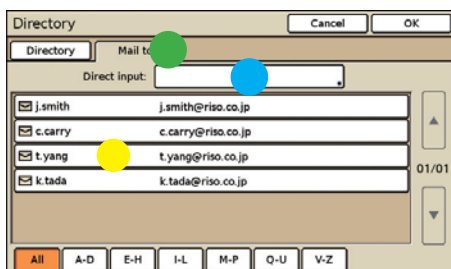 Directory Cancel OK
Directory Mail to
Direct input:
j.smith j.smith@riso.co.jp
c.carry c.carry@riso.co.jp
t.yang t.yang@riso.co.jp
k.tada k.tada@riso.co.jp
01/01
All A-D E-H I-L M-P Q-U V-Z